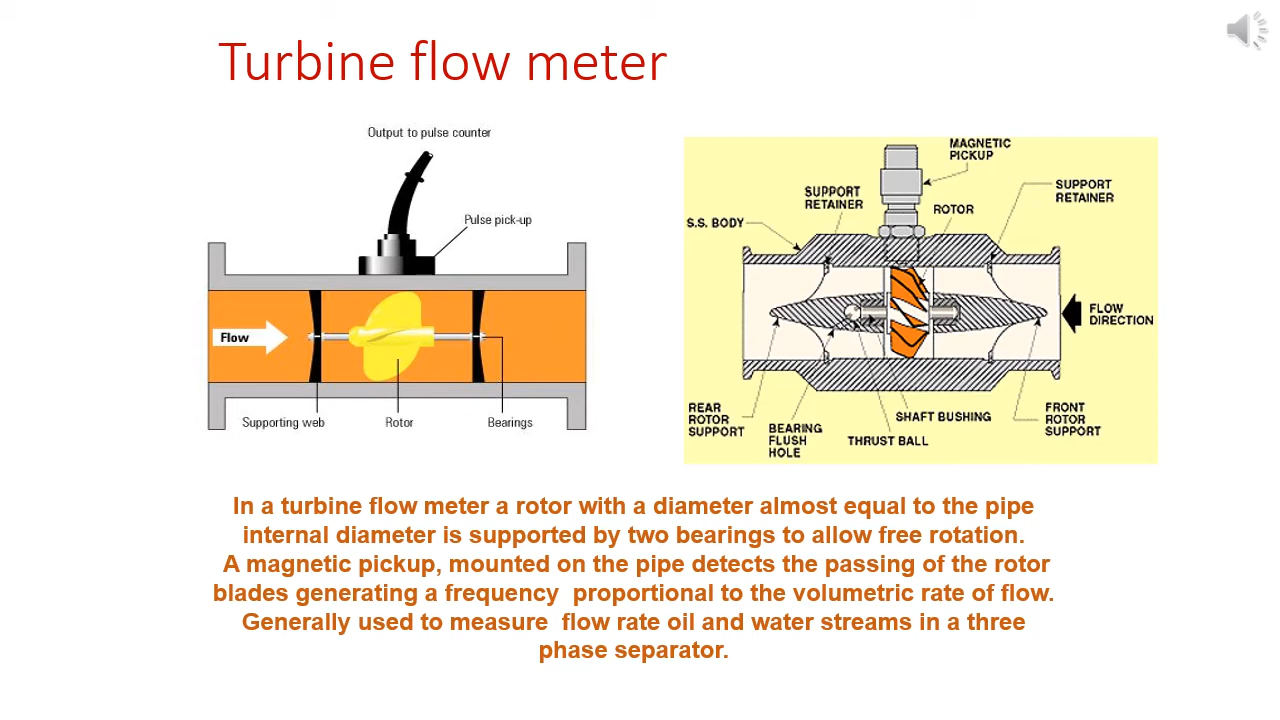 Turbine flow meter
Output to pulse counter
Pulse pick-up
Flow
Supporting web
Rotor
Bearings
MAGNETIC
PICKUP
SUPPORT
RETAINER
SUPPORT
RETAINER
ROTOR
S.S. BODY
FLOW
DIRECTION
REAR
ROTOR
SUPPORT
BEARING
FLUSH
HOLE
SHAFT BUSHING
THRUST BALL
FRONT
ROTOR
SUPPORT
In a turbine flow meter a rotor with a diameter almost equal to the pipe
internal diameter is supported by two bearings to allow free rotation.
A magnetic pickup, mounted on the pipe detects the passing of the rotor
blades generating a frequency  proportional to the volumetric rate of flow.
Generally used to measure  flow rate oil and water streams in a three
phase separator.